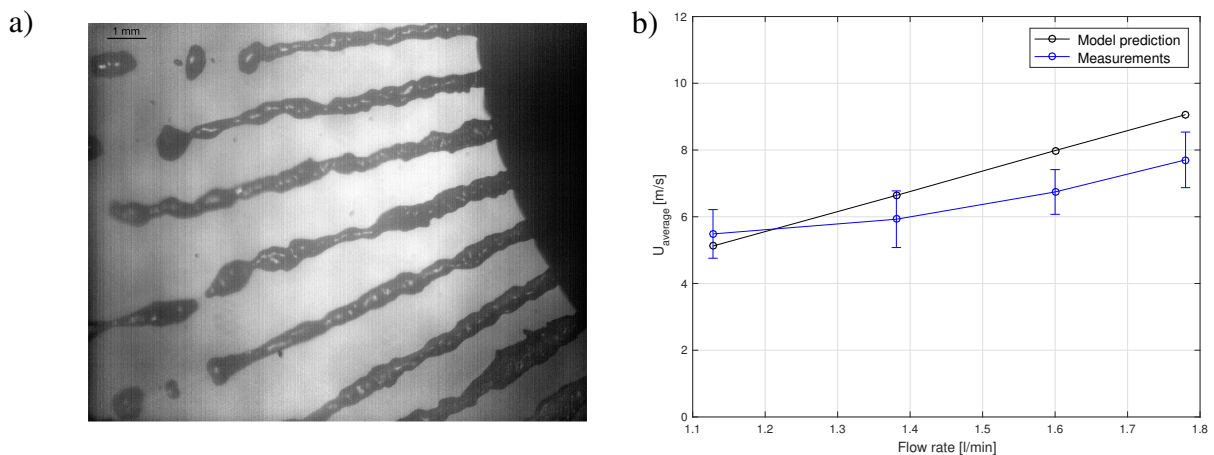 a)
1 mm
b)
12
10
8
6
4
2
0
U_average [m/s]
Model prediction
Measurements
1.1 1.2 1.3 1.4 1.5 1.6 1.7 1.8
Flow rate [l/min]